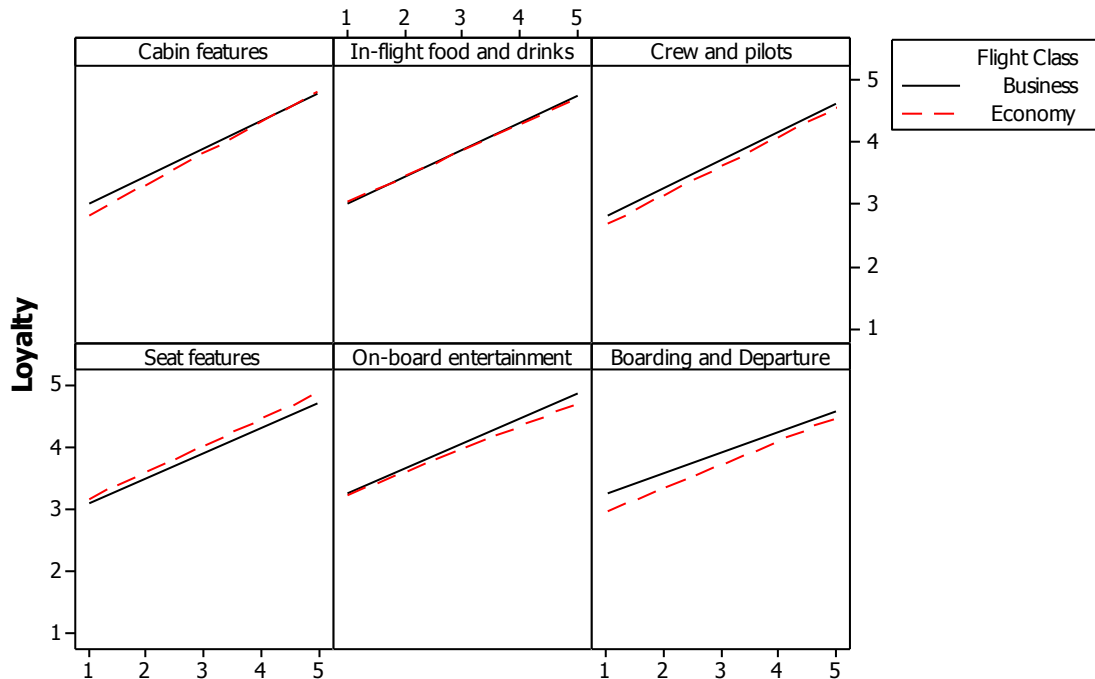 1 2 3 4 5
Cabin features In-flight food and drinks Crew and pilots
Flight Class
Business
Economy
5
4
3
2
1
Loyalty
Seat features On-board entertainment Boarding and Departure
5
4
3
2
1
1 2 3 4 5 1 2 3 4 5